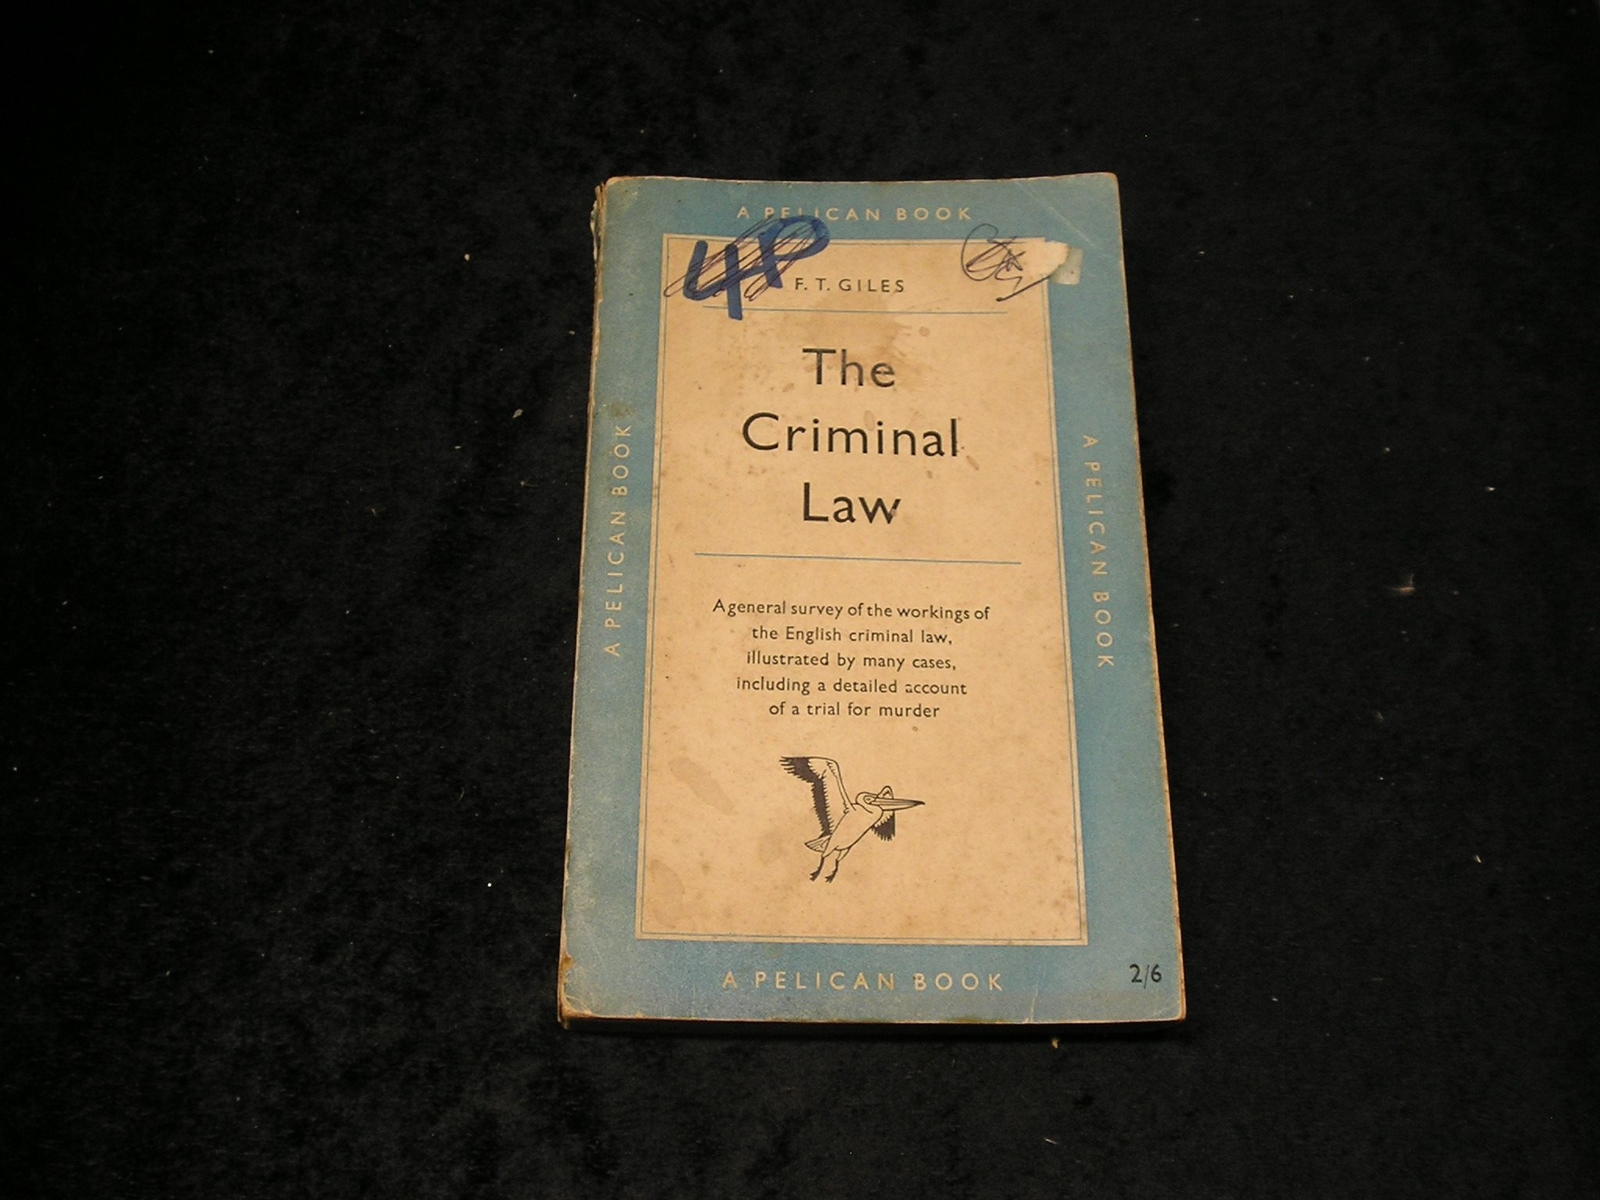 A PELICAN BOOK
4P
F. T. GILES
The
Criminal
Law
A general survey of the workings of
the English criminal law,
illustrated by many cases,
including a detailed account
of a trial for murder
A PELICAN BOOK
A PELICAN BOOK
A PELICAN BOOK
2/6